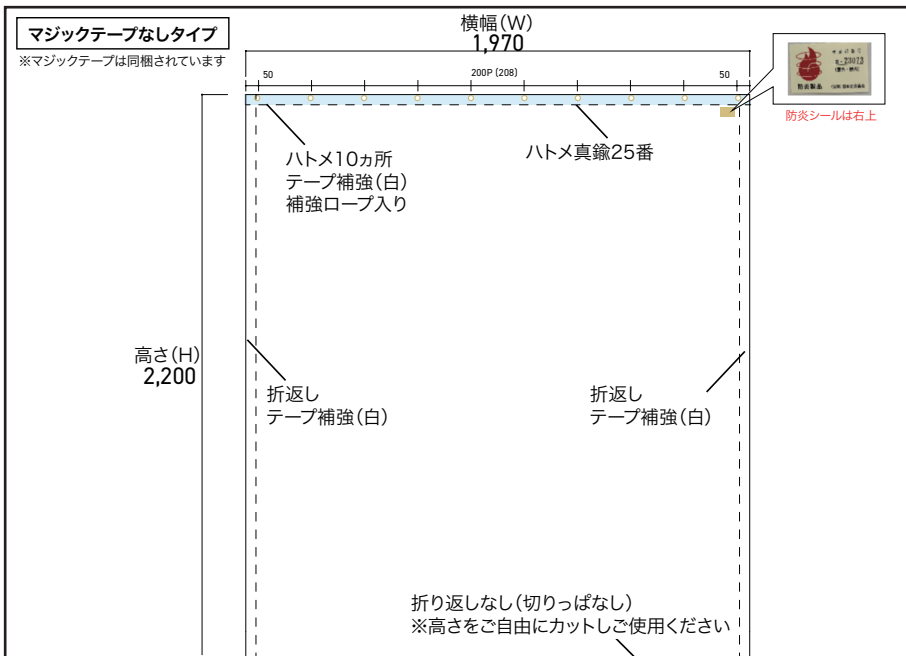 マジックテープなしタイプ
※マジックテープは同梱されています
横幅(W)
1,970
50
200P (208)
50
防炎製品
防炎シールは右上
ハトメ10ヵ所
テープ補強(白)
補強ロープ入り
ハトメ真鍮25番
高さ(H)
2,200
折返し
テープ補強(白)
折返し
テープ補強(白)
折り返しなし(切りっぱなし)
※高さをご自由にカットしご使用ください